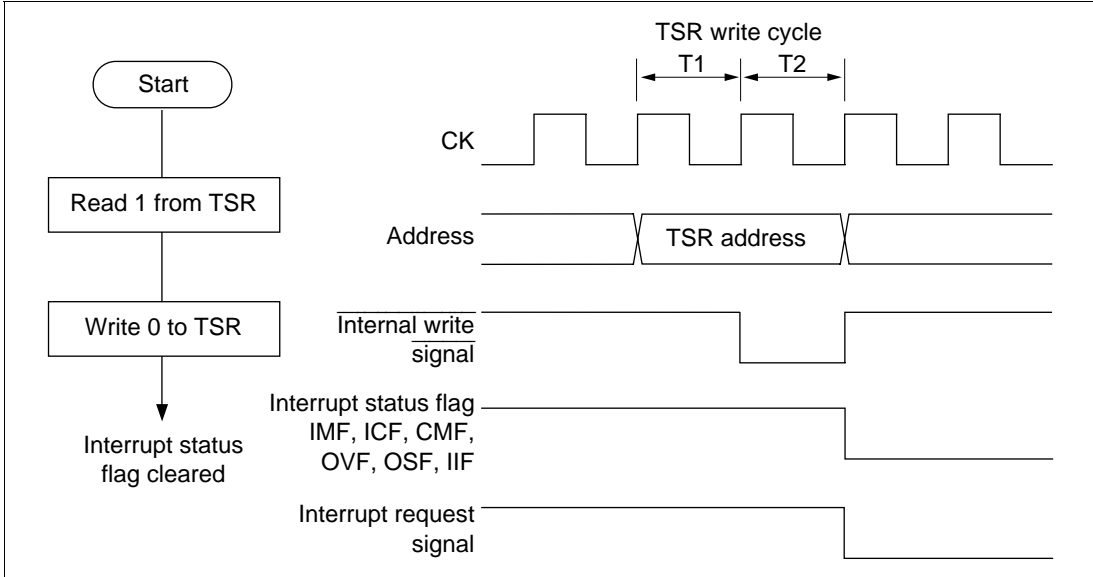 Start
Read 1 from TSR
Write 0 to TSR
Interrupt status
flag cleared
TSR write cycle
T1
T2
CK
Address
TSR address
Internal write
signal
Interrupt status flag
IMF, ICF, CMF,
OVF, OSF, IIF
Interrupt request
signal